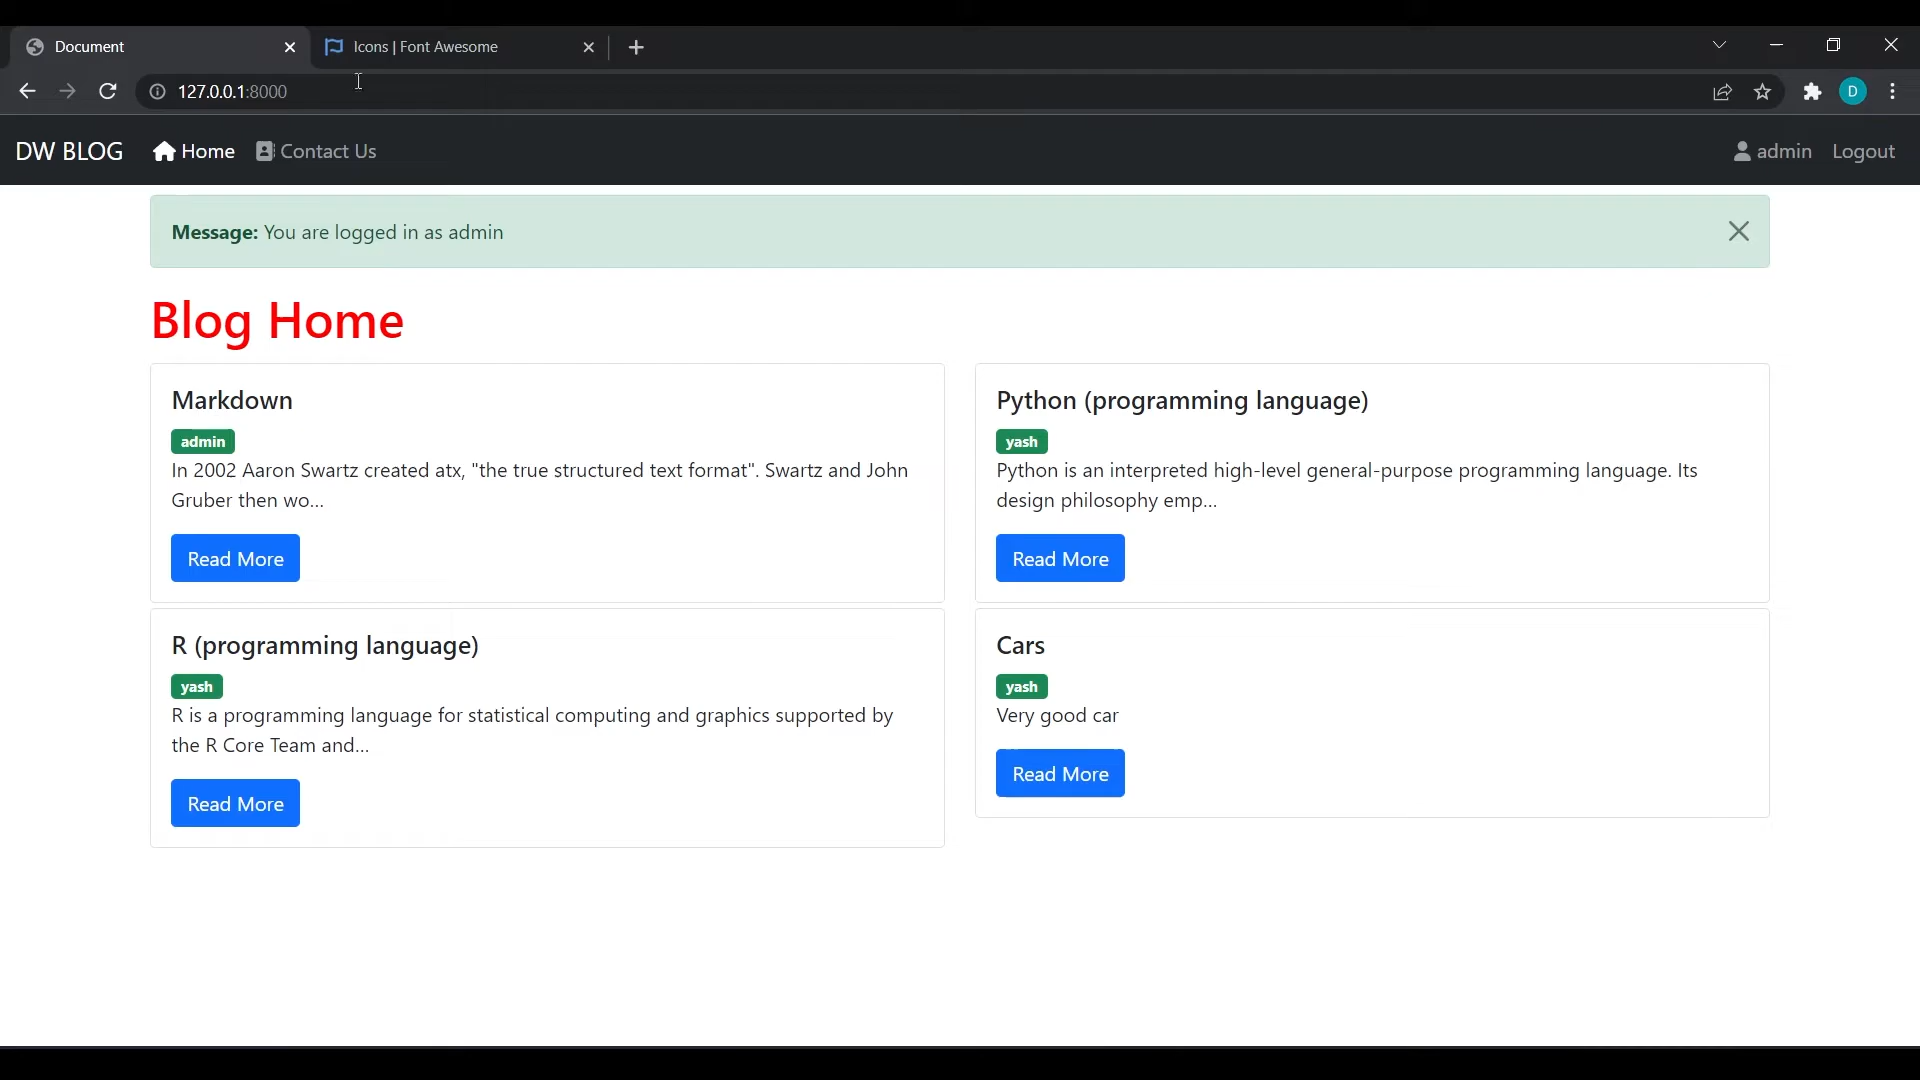 Document
Icons | Font Awesome
127.0.0.1:8000
D
DW BLOG
Home
Contact Us
admin
Logout
Message: You are logged in as admin
Blog Home
Markdown
admin
In 2002 Aaron Swartz created atx, "the true structured text format". Swartz and John
Gruber then wo...
Read More
Python (programming language)
yash
Python is an interpreted high-level general-purpose programming language. Its
design philosophy emp...
Read More
R (programming language)
yash
R is a programming language for statistical computing and graphics supported by
the R Core Team and...
Read More
Cars
yash
Very good car
Read More